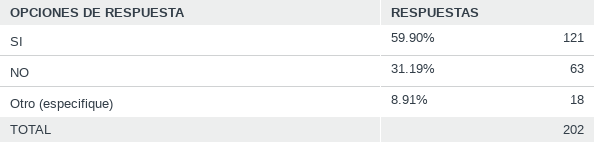 OPCIONES DE RESPUESTA RESPUESTAS
SI 59.90% 121
NO 31.19% 63
Otro (especifique) 8.91% 18
TOTAL 202